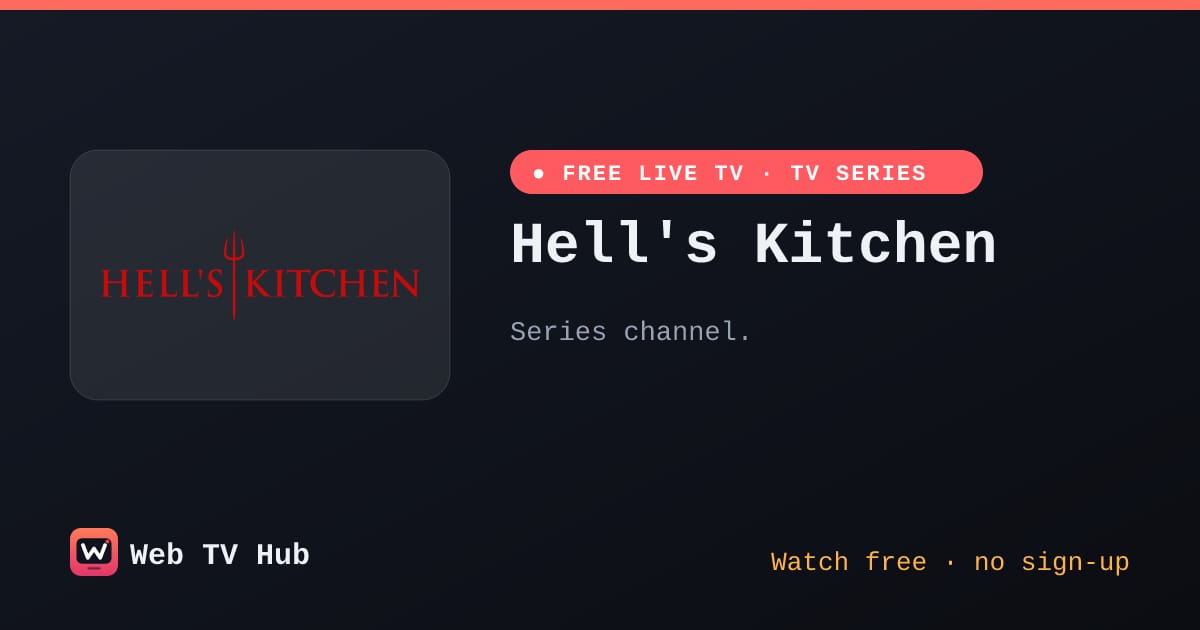 ● FREE LIVE TV · TV SERIES
Hell's Kitchen
HELL'S KITCHEN
Series channel.
W
Web TV Hub
Watch free · no sign-up